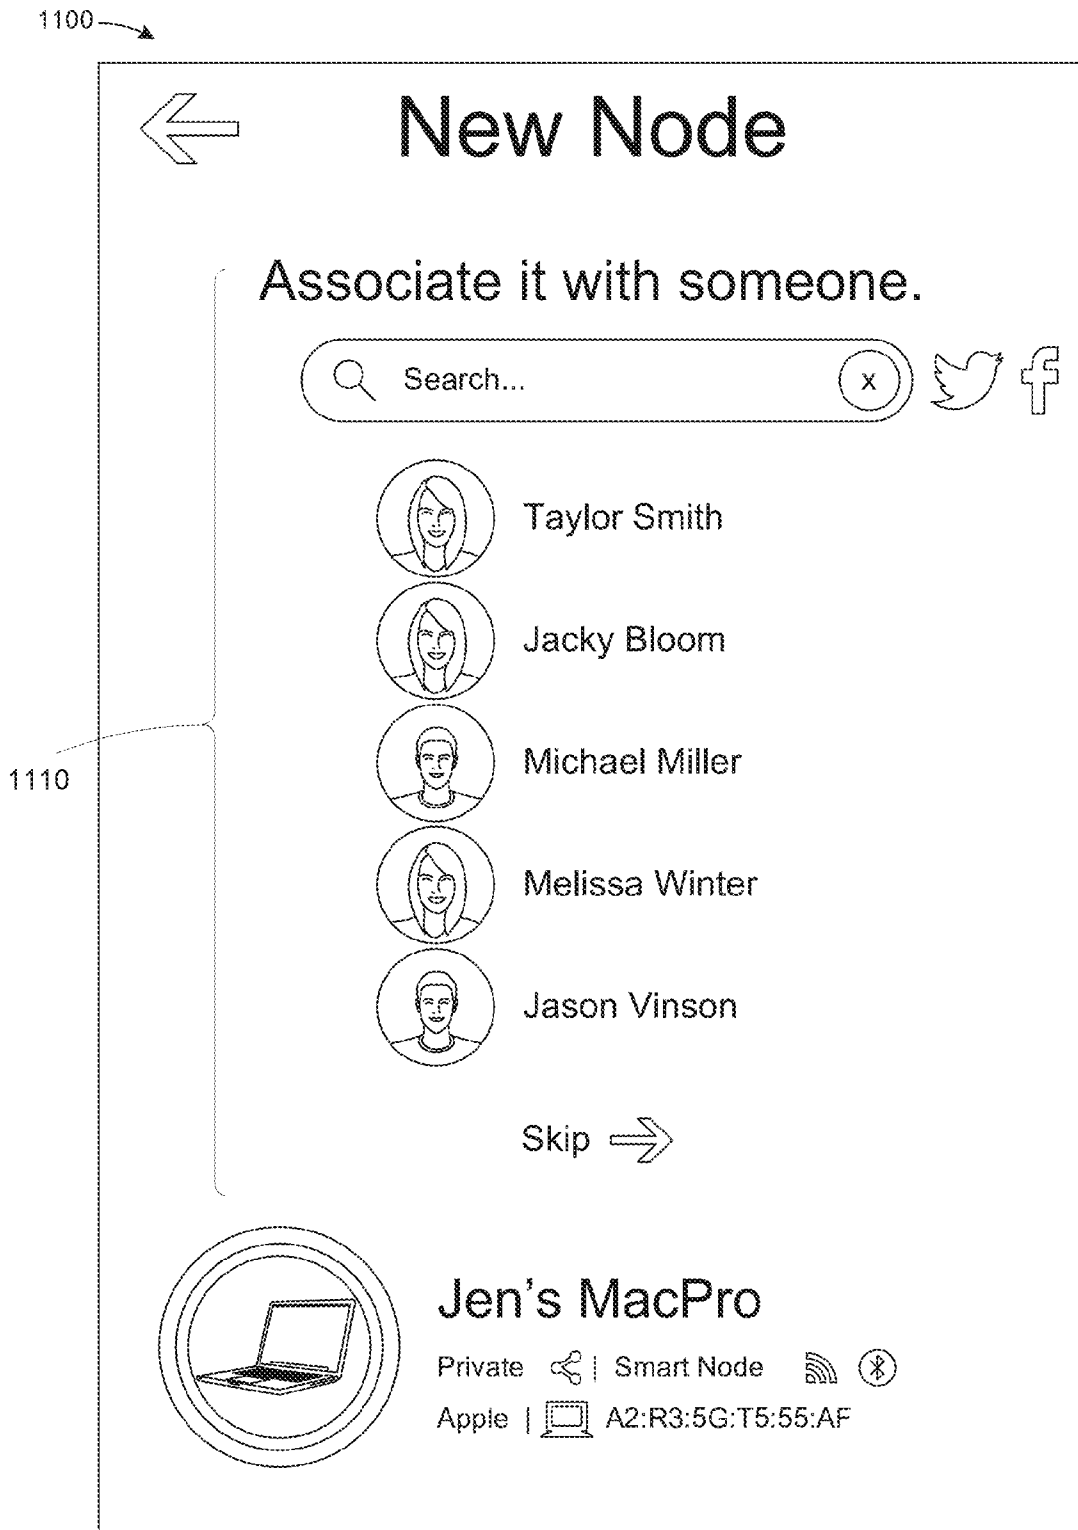 1100
New Node
Associate it with someone.
Search...
x
Taylor Smith
Jacky Bloom
Michael Miller
1110
Melissa Winter
Jason Vinson
Skip
Jen's MacPro
Private | Smart Node
Apple | A2:R3:5G:T5:55:AF